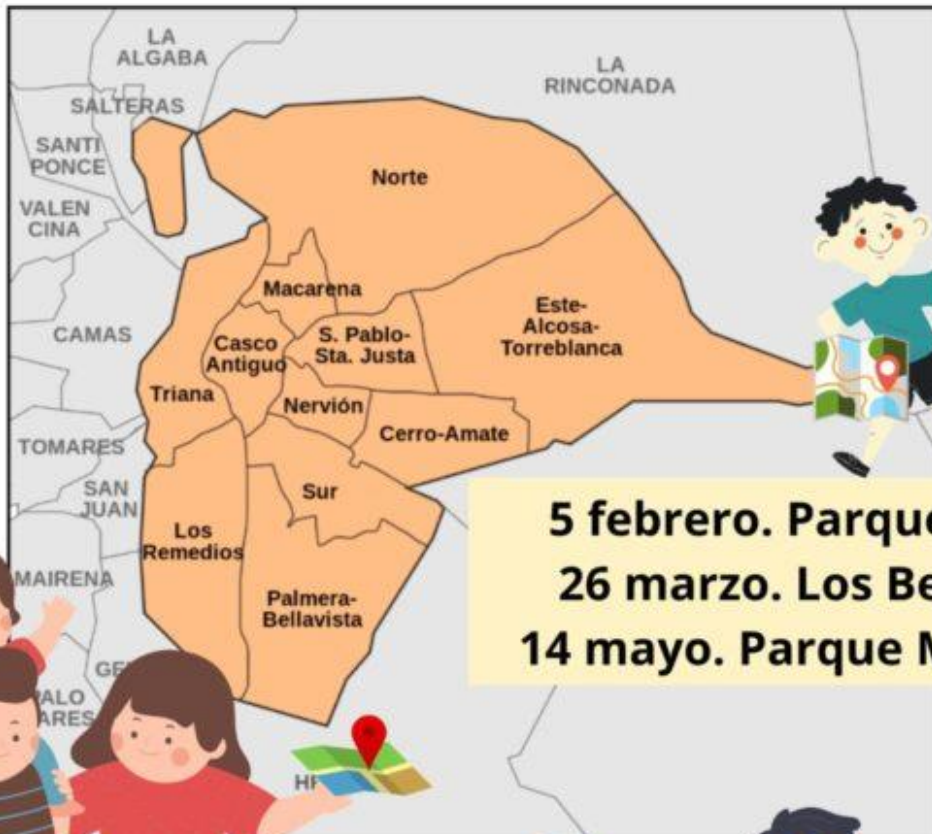 LA
ALGABA
LA
RINCONADA
SALTERAS
SANTI
PONCE
Norte
VALEN
CINA
Macarena
Este-
Alcosa-
Torreblanca
CAMAS
Casco
Antiguo
S. Pablo-
Sta. Justa
Triana
Nervión
Cerro-Amate
TOMARES
SAN
JUAN
Sur
Los
Remedios
MAIRENA
Palmera-
Bellavista
5 febrero. Parque
26 marzo. Los Be
14 mayo. Parque M